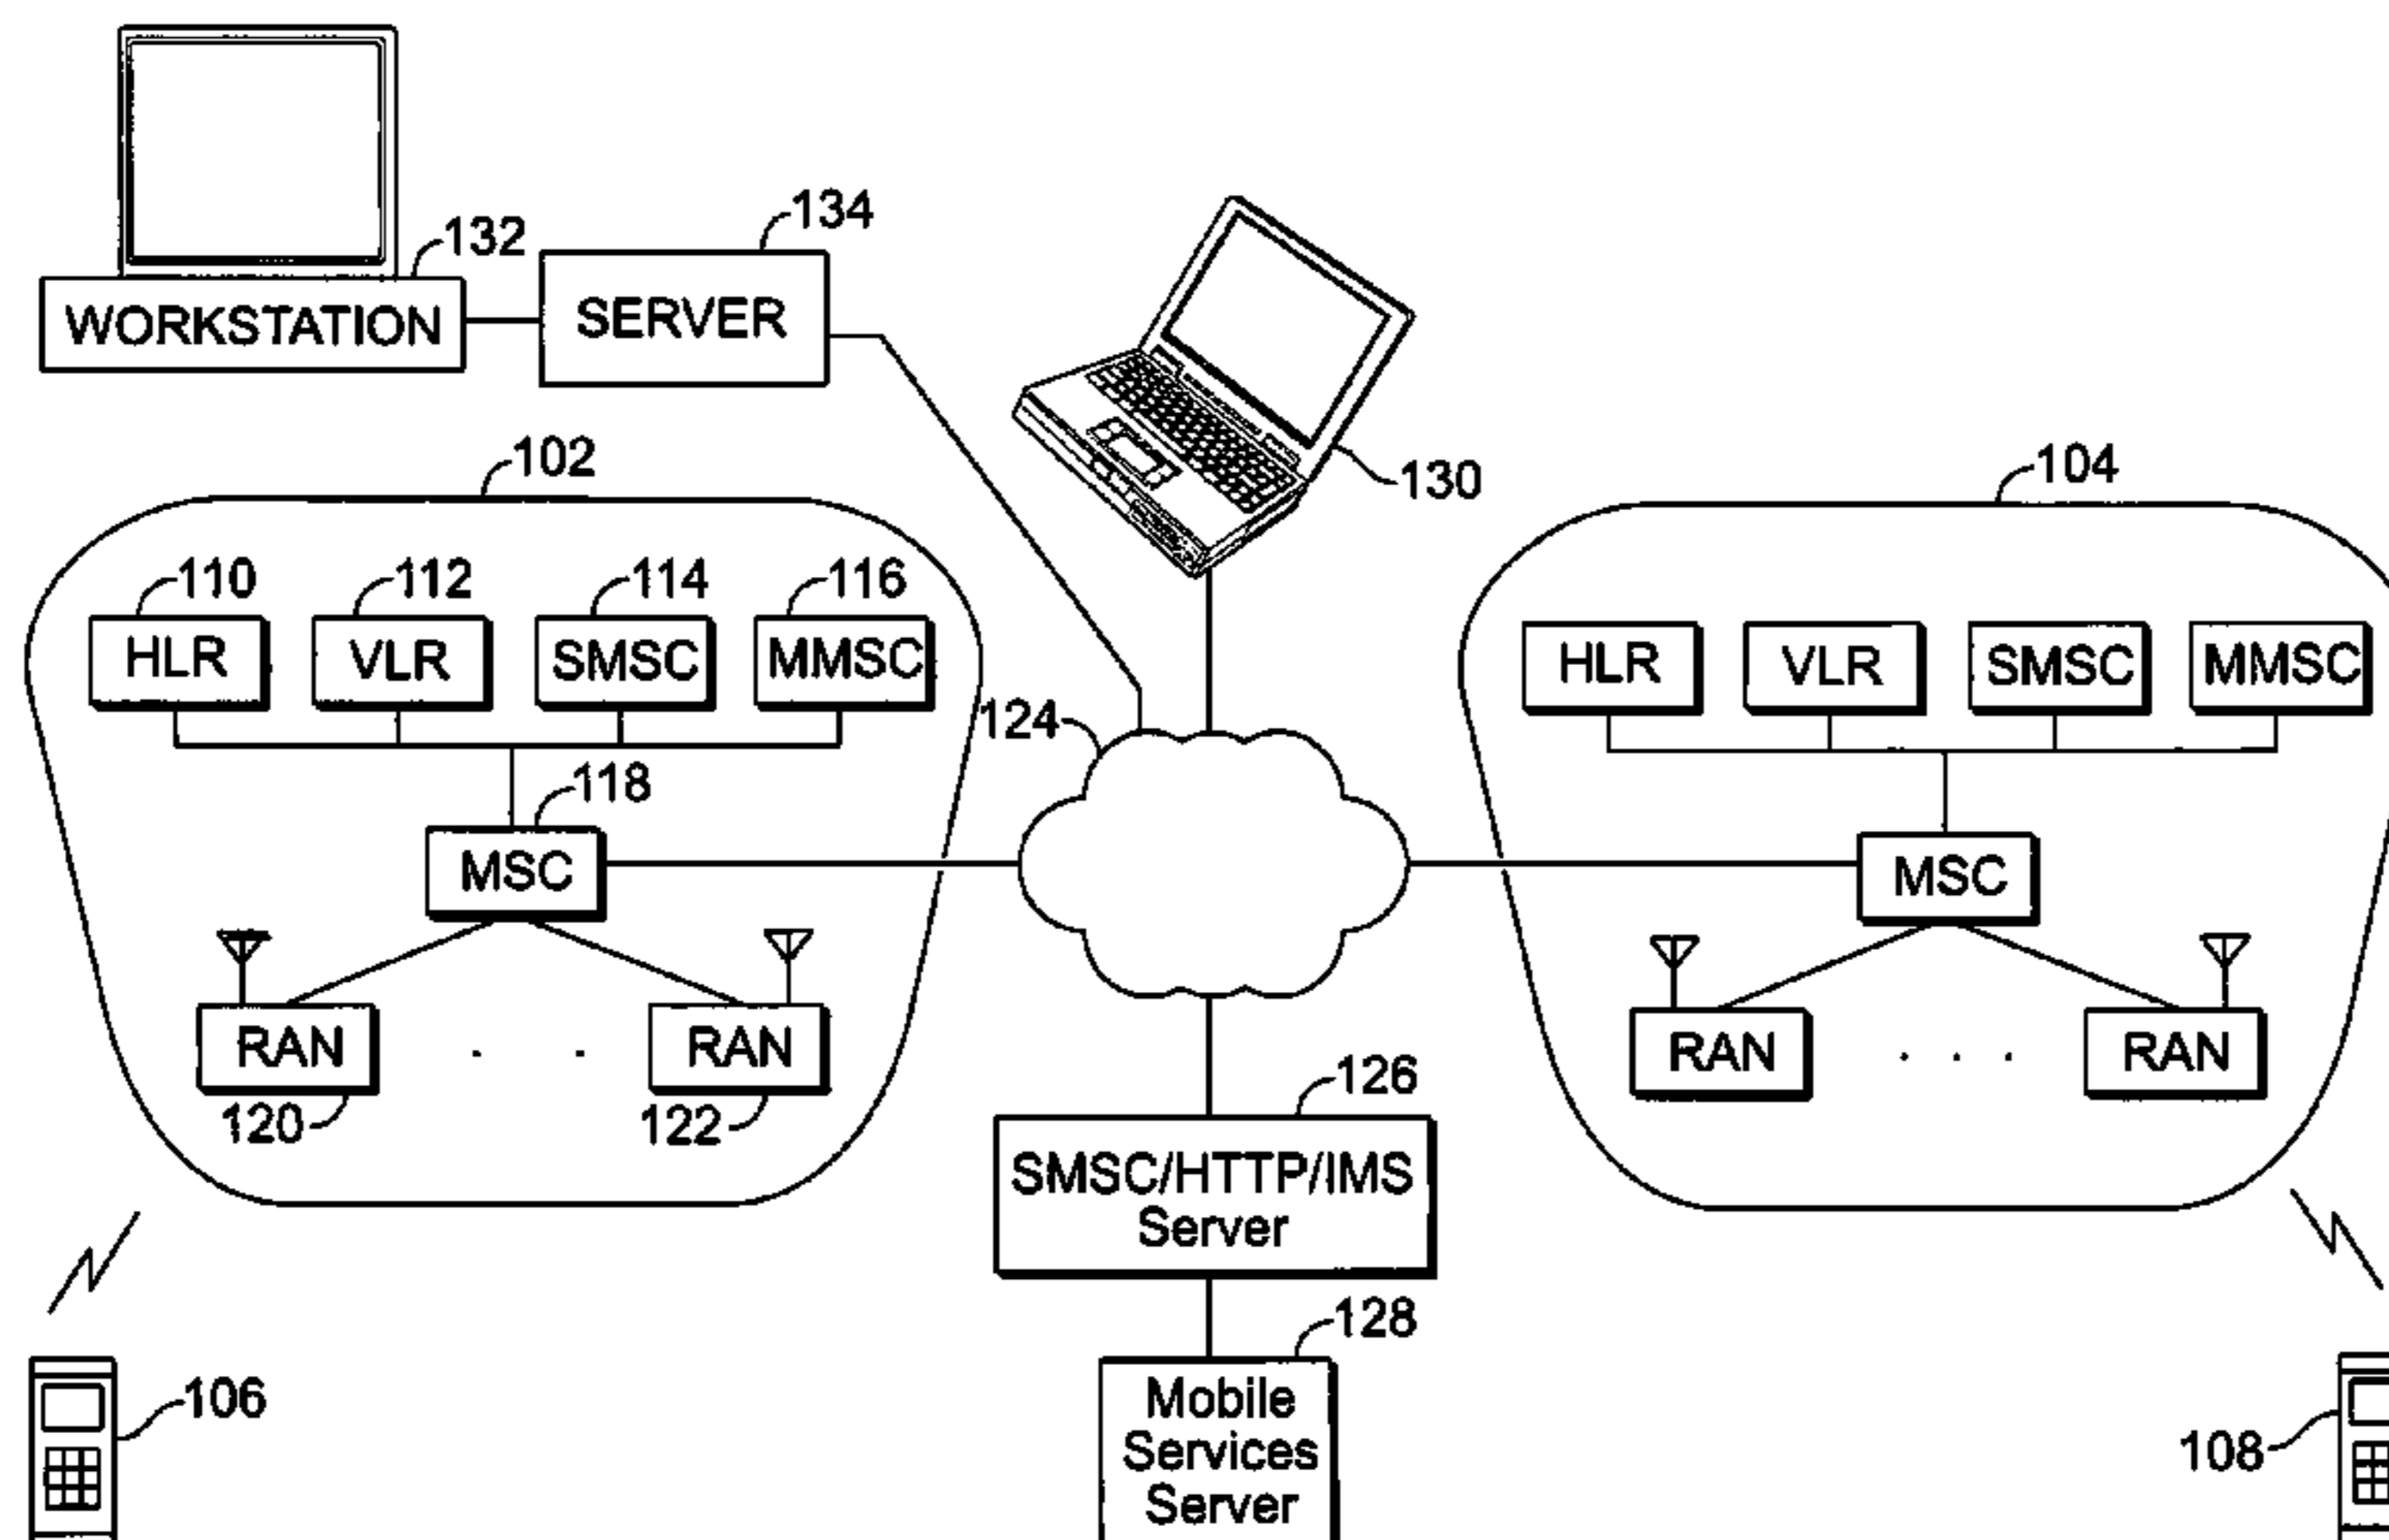 134
132
WORKSTATION
SERVER
130
102
104
110
112
114
116
HLR
VLR
SMSC
MMSC
HLR
VLR
SMSC
MMSC
124
118
MSC
MSC
RAN
RAN
RAN
RAN
120
122
126
SMSC/HTTP/IMS
Server
128
Mobile
Services
Server
106
108